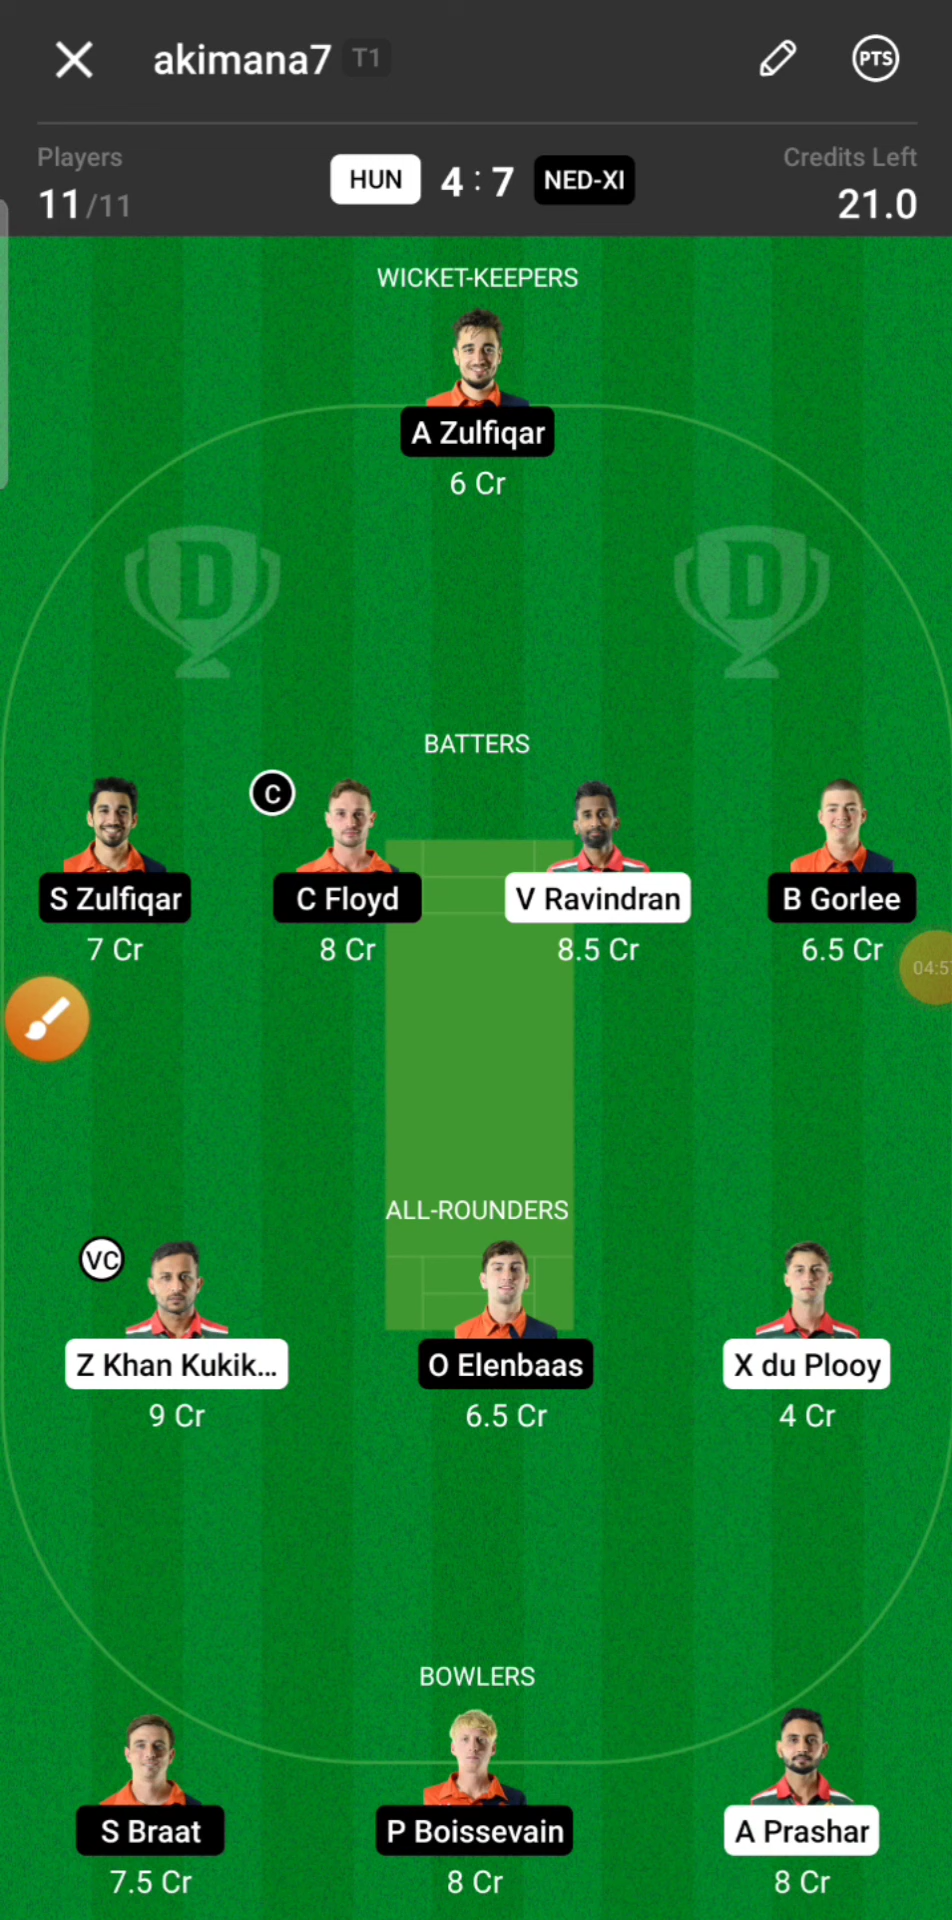 akimana7 T1
PTS
Players
Credits Left
11/11
HUN 4 : 7 NED-XI
21.0
WICKET-KEEPERS
A Zulfiqar
6 Cr
D D
BATTERS
C
S Zulfiqar C Floyd V Ravindran B Gorlee
7 Cr 8 Cr 8.5 Cr 6.5 Cr
04:5
ALL-ROUNDERS
VC
Z Khan Kukik... O Elenbaas X du Plooy
9 Cr 6.5 Cr 4 Cr
BOWLERS
S Braat P Boissevain A Prashar
7.5 Cr 8 Cr 8 Cr